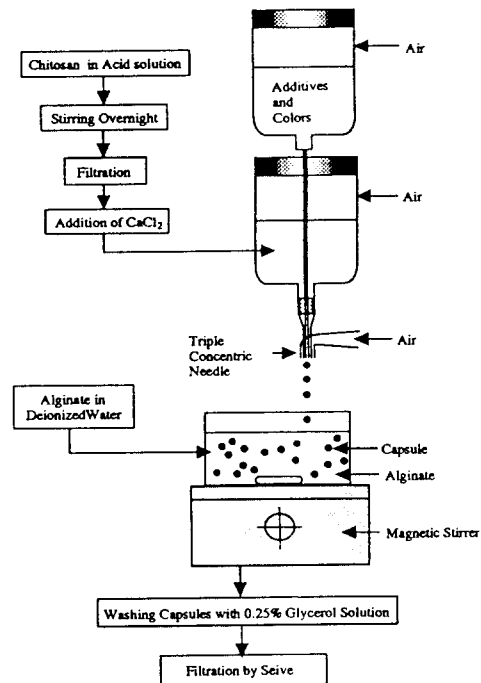 Air
Chitosan in Acid solution
Additives
and
Colors
Stirring Overnight
Filtration
Air
Addition of CaCl2
Triple
Concentric
Needle
Air
Alginate in
DeionizedWater
Capsule
Alginate
Magnetic Stirrer
Washing Capsules with 0.25% Glycerol Solution
Filtration by Seive